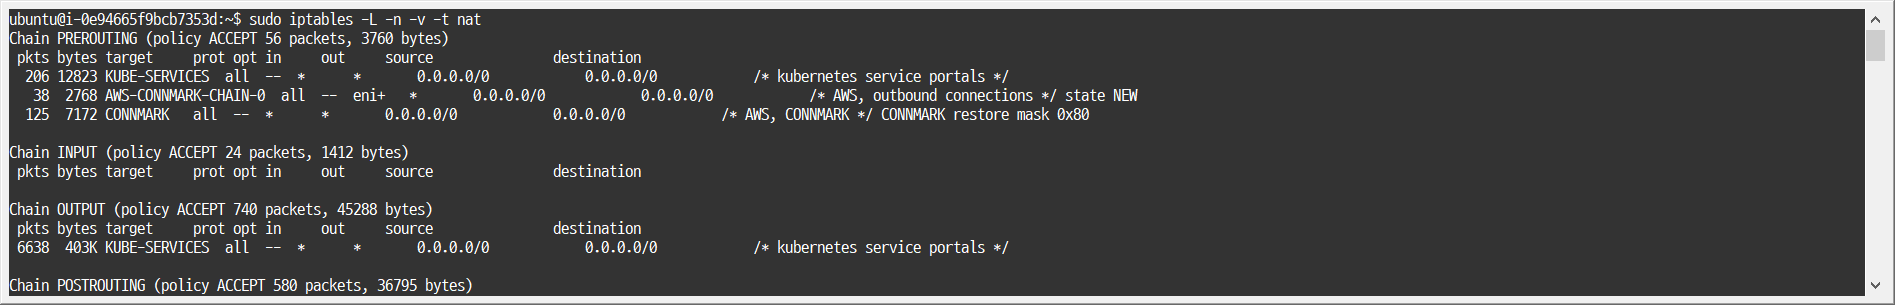 ubuntu@i-0e94665f9bcb7353d:~$ sudo iptables -L -n -v -t nat
Chain PREROUTING (policy ACCEPT 56 packets, 3760 bytes)
 pkts bytes target     prot opt in     out     source               destination
  206 12823 KUBE-SERVICES  all  --  *      *       0.0.0.0/0            0.0.0.0/0            /* kubernetes service portals */
   38  2768 AWS-CONNMARK-CHAIN-0  all  --  eni+   *       0.0.0.0/0            0.0.0.0/0            /* AWS, outbound connections */ state NEW
  125  7172 CONNMARK   all  --  *      *       0.0.0.0/0            0.0.0.0/0            /* AWS, CONNMARK */ CONNMARK restore mask 0x80
Chain INPUT (policy ACCEPT 24 packets, 1412 bytes)
 pkts bytes target     prot opt in     out     source               destination
Chain OUTPUT (policy ACCEPT 740 packets, 45288 bytes)
 pkts bytes target     prot opt in     out     source               destination
 6638  403K KUBE-SERVICES  all  --  *      *       0.0.0.0/0            0.0.0.0/0            /* kubernetes service portals */
Chain POSTROUTING (policy ACCEPT 580 packets, 36795 bytes)